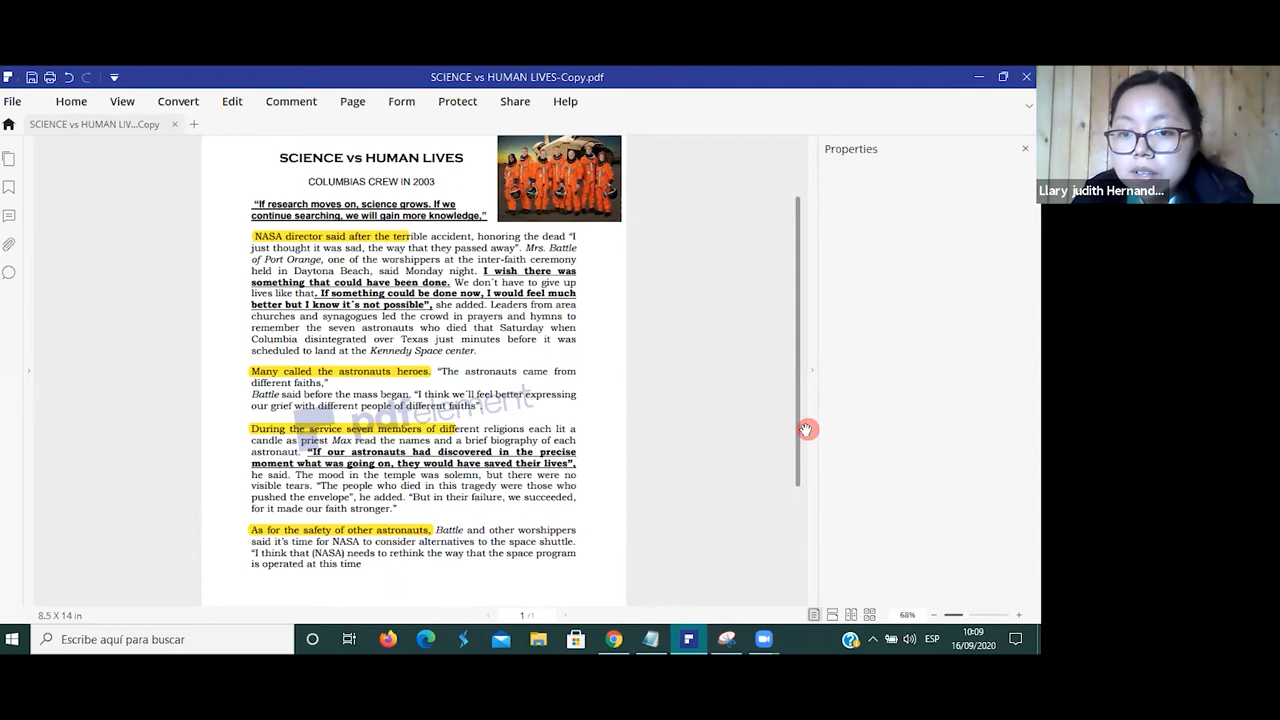 SCIENCE vs HUMAN LIVES-Copy.pdf
File Home View Convert Edit Comment Page Form Protect Share Help
SCIENCE vs HUMAN LIV...Copy
Properties
SCIENCE vs HUMAN LIVES
COLUMBIAS CREW IN 2003
"If research moves on, science grows. If we
continue searching, we will gain more knowledge,"
NASA director said after the terrible accident, honoring the dead "I
just thought it was sad, the way that they passed away". Mrs. Battle
of Port Orange, one of the worshippers at the inter-faith ceremony
held in Daytona Beach, said Monday night. I wish there was
something that could have been done. We don´t have to give up
lives like that. If something could be done now, I would feel much
better but I know it´s not possible", she added. Leaders from area
churches and synagogues led the crowd in prayers and hymns to
remember the seven astronauts who died that Saturday when
Columbia disintegrated over Texas just minutes before it was
scheduled to land at the Kennedy Space center.
Many called the astronauts heroes. "The astronauts came from
different faiths,"
Battle said before the mass began. "I think we´ll feel better expressing
our grief with different people of different faiths"
pdfelement
During the service seven members of different religions each lit a
candle as priest Max read the names and a brief biography of each
astronaut. "If our astronauts had discovered in the precise
moment what was going on, they would have saved their lives",
he said. The mood in the temple was solemn, but there were no
visible tears. "The people who died in this tragedy were those who
pushed the envelope", he added. "But in their failure, we succeeded,
for it made our faith stronger."
As for the safety of other astronauts, Battle and other worshippers
said it's time for NASA to consider alternatives to the space shuttle.
"I think that (NASA) needs to rethink the way that the space program
is operated at this time
Llary judith Hernand...
8.5 X 14 in
1 /1
68%
Escribe aquí para buscar
ESP
10:09
16/09/2020